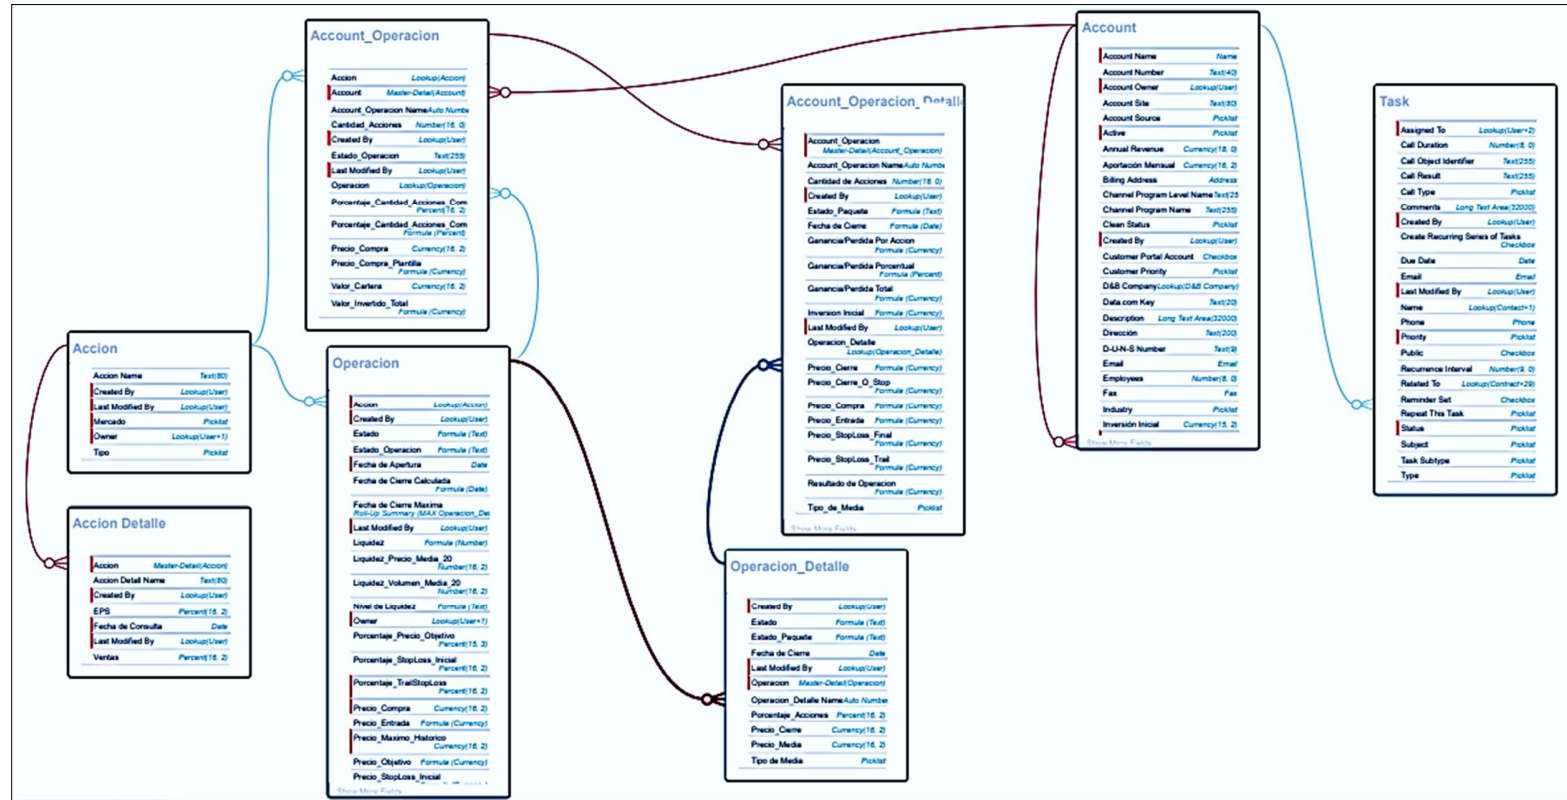 Account_Operacion
Accion Lookup(Accion)
Account Master-Detail(Account)
Account_Operacion Name Auto Numbe
Cantidad_Acciones Number(16, 0)
Created By Lookup(User)
Estado_Operacion Text(255)
Last Modified By Lookup(User)
Operacion Lookup(Operacion)
Porcentaje_Cantidad_Acciones_Com
Percent(16, 2)
Porcentaje_Cantidad_Acciones_Com
Formula (Percent)
Precio_Compra Currency(16, 2)
Precio_Compra_Plantilla
Formula (Currency)
Valor_Cartera Currency(16, 2)
Valor_Invertido_Total
Formula (Currency)
Accion
Accion Name Text(80)
Created By Lookup(User)
Last Modified By Lookup(User)
Mercado Picklist
Owner Lookup(User+1)
Tipo Picklist
Accion Detalle
Accion Master-Detail(Accion)
Accion Detail Name Text(80)
Created By Lookup(User)
EPS Percent(16, 2)
Fecha de Consulta Date
Last Modified By Lookup(User)
Ventas Percent(16, 2)
Operacion
Accion Lookup(Accion)
Created By Lookup(User)
Estado Formula (Text)
Estado_Operacion Formula (Text)
Fecha de Apertura Date
Fecha de Cierre Calculada
Formula (Date)
Fecha de Cierre Maxima
Roll-Up Summary (MAX Operacion_De
Last Modified By Lookup(User)
Liquidez Formula (Number)
Liquidez_Precio_Media_20
Number(16, 2)
Liquidez_Volumen_Media_20
Number(16, 2)
Nivel de Liquidez Formula (Text)
Owner Lookup(User+1)
Porcentaje_Precio_Objetivo
Percent(15, 3)
Porcentaje_StopLoss_Inicial
Percent(16, 2)
Porcentaje_TrailStopLoss
Percent(16, 2)
Precio_Compra Currency(16, 2)
Precio_Entrada Formula (Currency)
Precio_Maximo_Historico
Currency(16, 2)
Precio_Objetivo Formula (Currency)
Precio_StopLoss_Inicial
Show More Fields
Account_Operacion_Detalle
Account_Operacion
Master-Detail(Account_Operacion)
Account_Operacion Name Auto Numbe
Cantidad de Acciones Number(18, 0)
Created By Lookup(User)
Estado_Paquete Formula (Text)
Fecha de Cierre Formula (Date)
Ganancia/Perdida Por Accion
Formula (Currency)
Ganancia/Perdida Porcentual
Formula (Percent)
Ganancia/Perdida Total
Formula (Currency)
Inversion Inicial Formula (Currency)
Last Modified By Lookup(User)
Operacion_Detalle
Lookup(Operacion_Detalle)
Precio_Cierre Formula (Currency)
Precio_Cierre_O_Stop
Formula (Currency)
Precio_Compra Formula (Currency)
Precio_Entrada Formula (Currency)
Precio_StopLoss_Final
Formula (Currency)
Precio_StopLoss_Trail
Formula (Currency)
Resultado de Operacion
Formula (Currency)
Tipo_de_Media Picklist
Show More Fields
Operacion_Detalle
Created By Lookup(User)
Estado Formula (Text)
Estado_Paquete Formula (Text)
Fecha de Cierre Date
Last Modified By Lookup(User)
Operacion Master-Detail(Operacion)
Operacion_Detalle Name Auto Number
Porcentaje_Acciones Percent(16, 2)
Precio_Cierre Currency(16, 2)
Precio_Media Currency(16, 2)
Tipo de Media Picklist
Account
Account Name Name
Account Number Text(40)
Account Owner Lookup(User)
Account Site Text(80)
Account Source Picklist
Active Picklist
Annual Revenue Currency(18, 0)
Aportación Mensual Currency(16, 2)
Billing Address Address
Channel Program Level Name Text(25
Channel Program Name Text(255)
Clean Status Picklist
Created By Lookup(User)
Customer Portal Account Checkbox
Customer Priority Picklist
D&B Company Lookup(D&B Company)
Data.com Key Text(20)
Description Long Text Area(32000)
Dirección Text(200)
D-U-N-S Number Text(9)
Email Email
Employees Number(8, 0)
Fax Fax
Industry Picklist
Inversión Inicial Currency(15, 2)
Show More Fields
Task
Assigned To Lookup(User+2)
Call Duration Number(8, 0)
Call Object Identifier Text(255)
Call Result Text(255)
Call Type Picklist
Comments Long Text Area(32000)
Created By Lookup(User)
Create Recurring Series of Tasks
Checkbox
Due Date Date
Email Email
Last Modified By Lookup(User)
Name Lookup(Contact+1)
Phone Phone
Priority Picklist
Public Checkbox
Recurrence Interval Number(9, 0)
Related To Lookup(Contract+29)
Reminder Set Checkbox
Repeat This Task Picklist
Status Picklist
Subject Picklist
Task Subtype Picklist
Type Picklist